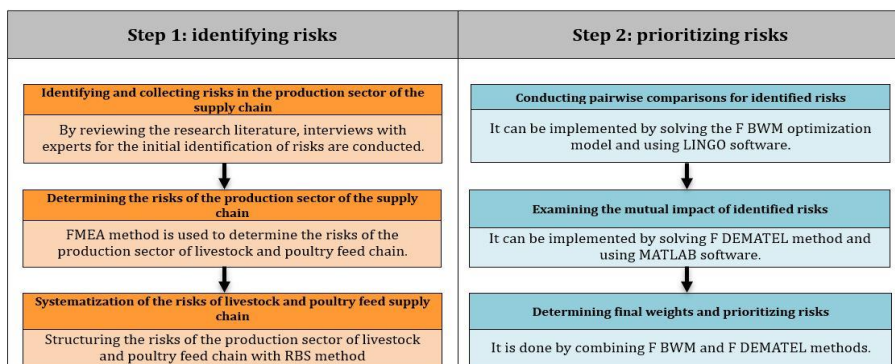 Step 1: identifying risks
Identifying and collecting risks in the production sector of the
supply chain
By reviewing the research literature, interviews with
experts for the initial identification of risks are conducted.
Determining the risks of the production sector of the supply
chain
FMEA method is used to determine the risks of the
production sector of livestock and poultry feed chain.
Systematization of the risks of livestock and poultry feed supply
chain
Structuring the risks of the production sector of livestock
and poultry feed chain with RBS method
Step 2: prioritizing risks
Conducting pairwise comparisons for identified risks
It can be implemented by solving the F BWM optimization
model and using LINGO software.
Examining the mutual impact of identified risks
It can be implemented by solving F DEMATEL method and
using MATLAB software.
Determining final weights and prioritizing risks
It is done by combining F BWM and F DEMATEL methods.